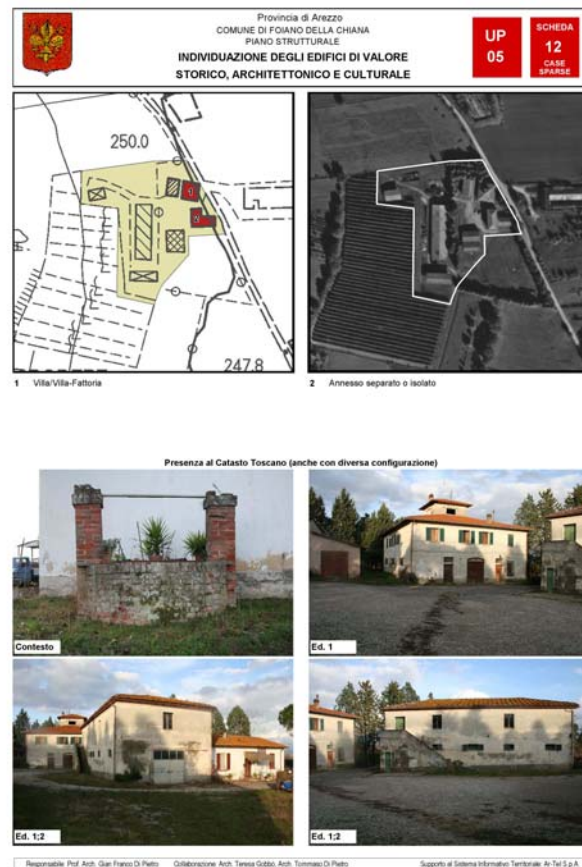 Provincia di Arezzo
COMUNE DI FOIANO DELLA CHIANA
PIANO STRUTTURALE
INDIVIDUAZIONE DEGLI EDIFICI DI VALORE
STORICO, ARCHITETTONICO E CULTURALE
UP
05
SCHEDA
12
CASE
SPARSE
250.0
1
2
247.8
1 Villa/Villa-Fattoria
2 Annesso separato o isolato
Presenza al Catasto Toscano (anche con diversa configurazione)
Contesto
Ed. 1
Ed. 1;2
Ed. 1;2
Responsabile: Prof. Arch. Gian Franco Di Pietro Collaborazione: Arch. Teresa Gobbò, Arch. Tommaso Di Pietro Supporto al Sistema Informativo Territoriale: Ar-Tel S.p.A.